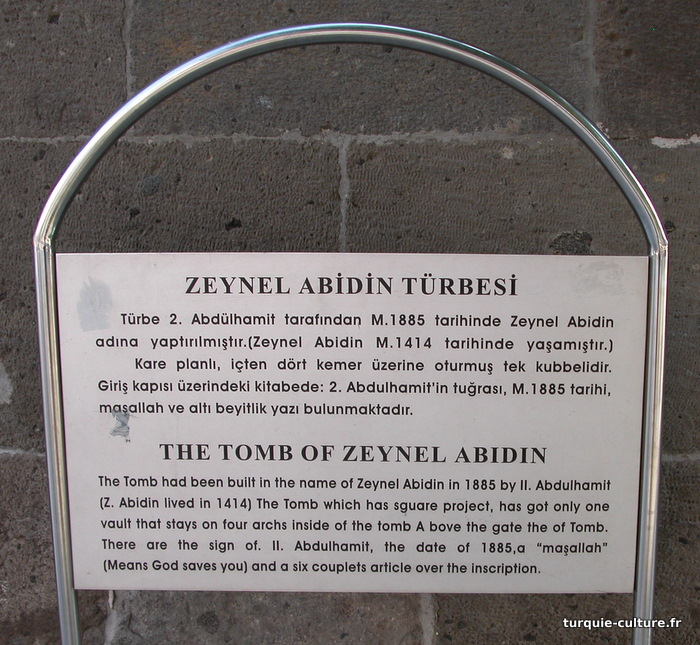 ZEYNEL ABİDİN TÜRBESİ
Türbe 2. Abdülhamit tarafından M.1885 tarihinde Zeynel Abidin
adına yaptırılmıştır.(Zeynel Abidin M.1414 tarihinde yaşamıştır.)
Kare planlı, içten dört kemer üzerine oturmuş tek kubbelidir.
Giriş kapısı üzerindeki kitabede: 2. Abdulhamit'in tuğrası, M.1885 tarihi,
maşallah ve altı beyitlik yazı bulunmaktadır.
THE TOMB OF ZEYNEL ABIDIN
The Tomb had been built in the name of Zeynel Abidin in 1885 by II. Abdulhamit
(Z. Abidin lived in 1414) The Tomb which has sguare project, has got only one
vault that stays on four archs inside of the tomb A bove the gate the of Tomb.
There are the sign of. II. Abdulhamit, the date of 1885,a "maşallah"
(Means God saves you) and a six couplets article over the inscription.
turquie-culture.fr